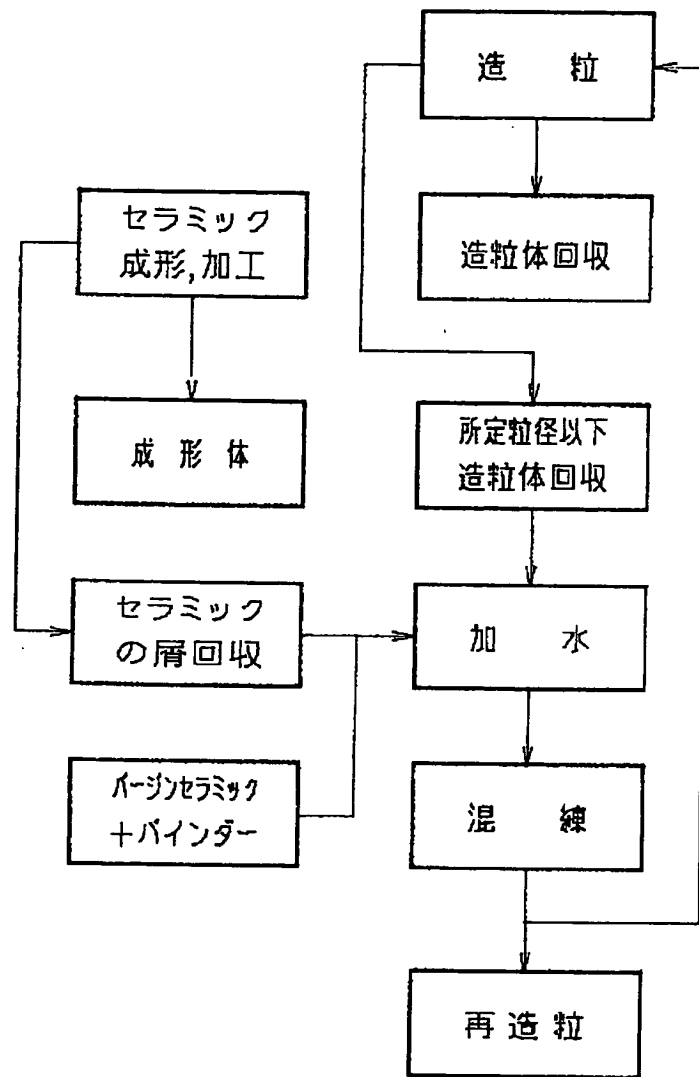 造 粒
造粒体回収
セラミック
成形,加工
成 形 体
所定粒径以下
造粒体回収
セラミック
の屑回収
加 水
バージンセラミック
+バインダー
混 練
再造粒